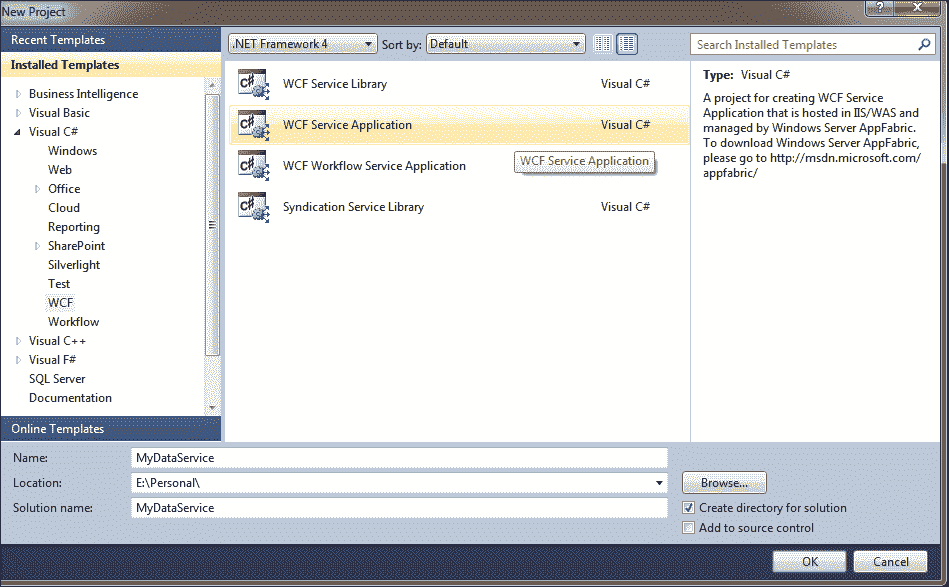 New Project
Recent Templates
Installed Templates
Business Intelligence
Visual Basic
Visual C#
Windows
Web
Office
Cloud
Reporting
SharePoint
Silverlight
Test
WCF
Workflow
Visual C++
Visual F#
SQL Server
Documentation
Online Templates
.NET Framework 4
Sort by: Default
Search Installed Templates
C# WCF Service Library Visual C#
C# WCF Service Application Visual C#
C# WCF Workflow Service Application
WCF Service Application
C# Syndication Service Library Visual C#
Type: Visual C#
A project for creating WCF Service
Application that is hosted in IIS/WAS and
managed by Windows Server AppFabric.
To download Windows Server AppFabric,
please go to http://msdn.microsoft.com/
appfabric/
Name: MyDataService
Location: E:\Personal\
Browse...
Solution name: MyDataService
Create directory for solution
Add to source control
OK
Cancel